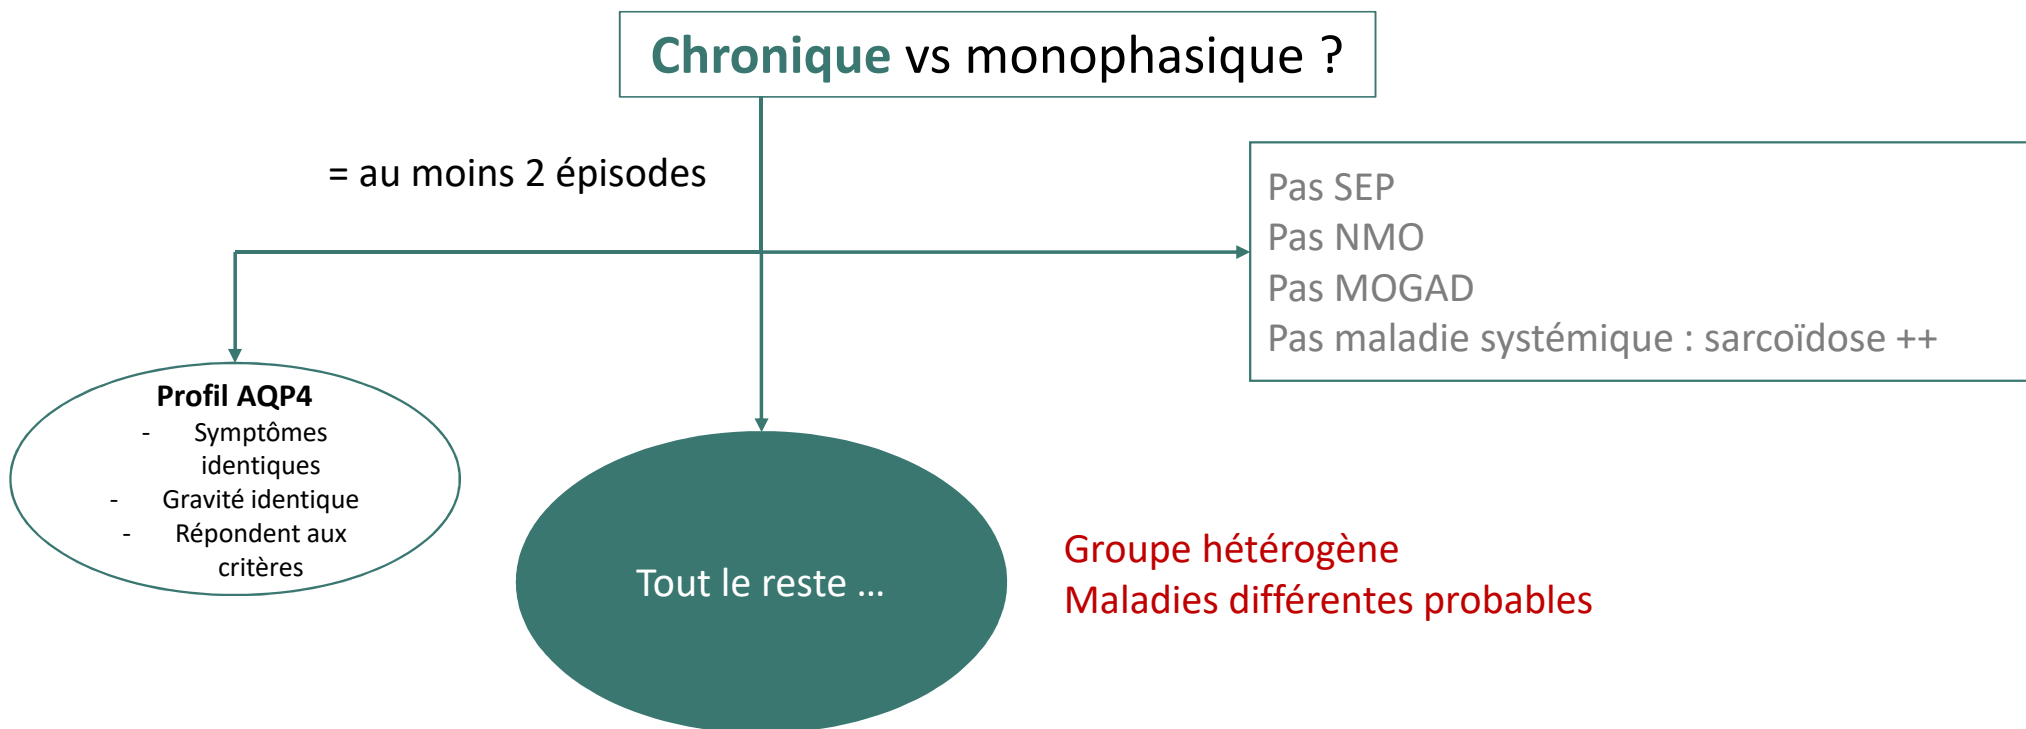 Chronique vs monophasique ?
= au moins 2 épisodes
Pas SEP
Pas NMO
Pas MOGAD
Pas maladie systémique : sarcoïdose ++
Profil AQP4
- Symptômes
identiques
- Gravité identique
- Répondent aux
critères
Tout le reste ...
Groupe hétérogène
Maladies différentes probables